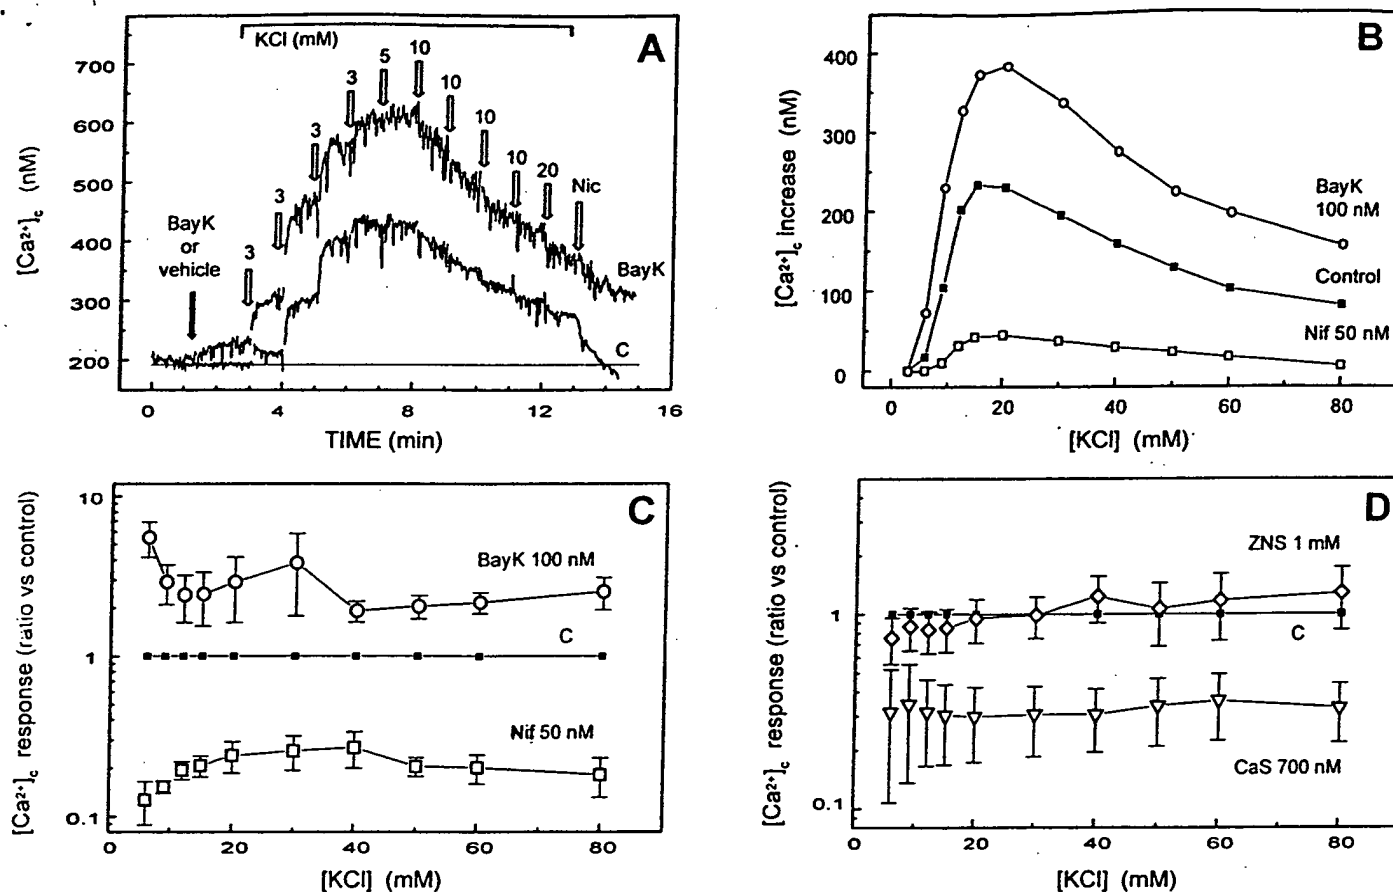 A
KCl (mM)
3
3
3
3
5
10
10
10
10
20
Nic
BayK
or
vehicle
BayK
C
[Ca²⁺]c (nM)
700
600
500
400
300
200
0
4
8
12
16
TIME (min)
B
[Ca²⁺]c increase (nM)
400
300
200
100
0
BayK
100 nM
Control
Nif 50 nM
0
20
40
60
80
[KCl] (mM)
C
[Ca²⁺]c response (ratio vs control)
10
1
0.1
BayK 100 nM
C
Nif 50 nM
0
20
40
60
80
[KCl] (mM)
D
[Ca²⁺]c response (ratio vs control)
1
0.1
ZNS 1 mM
C
CaS 700 nM
0
20
40
60
80
[KCl] (mM)